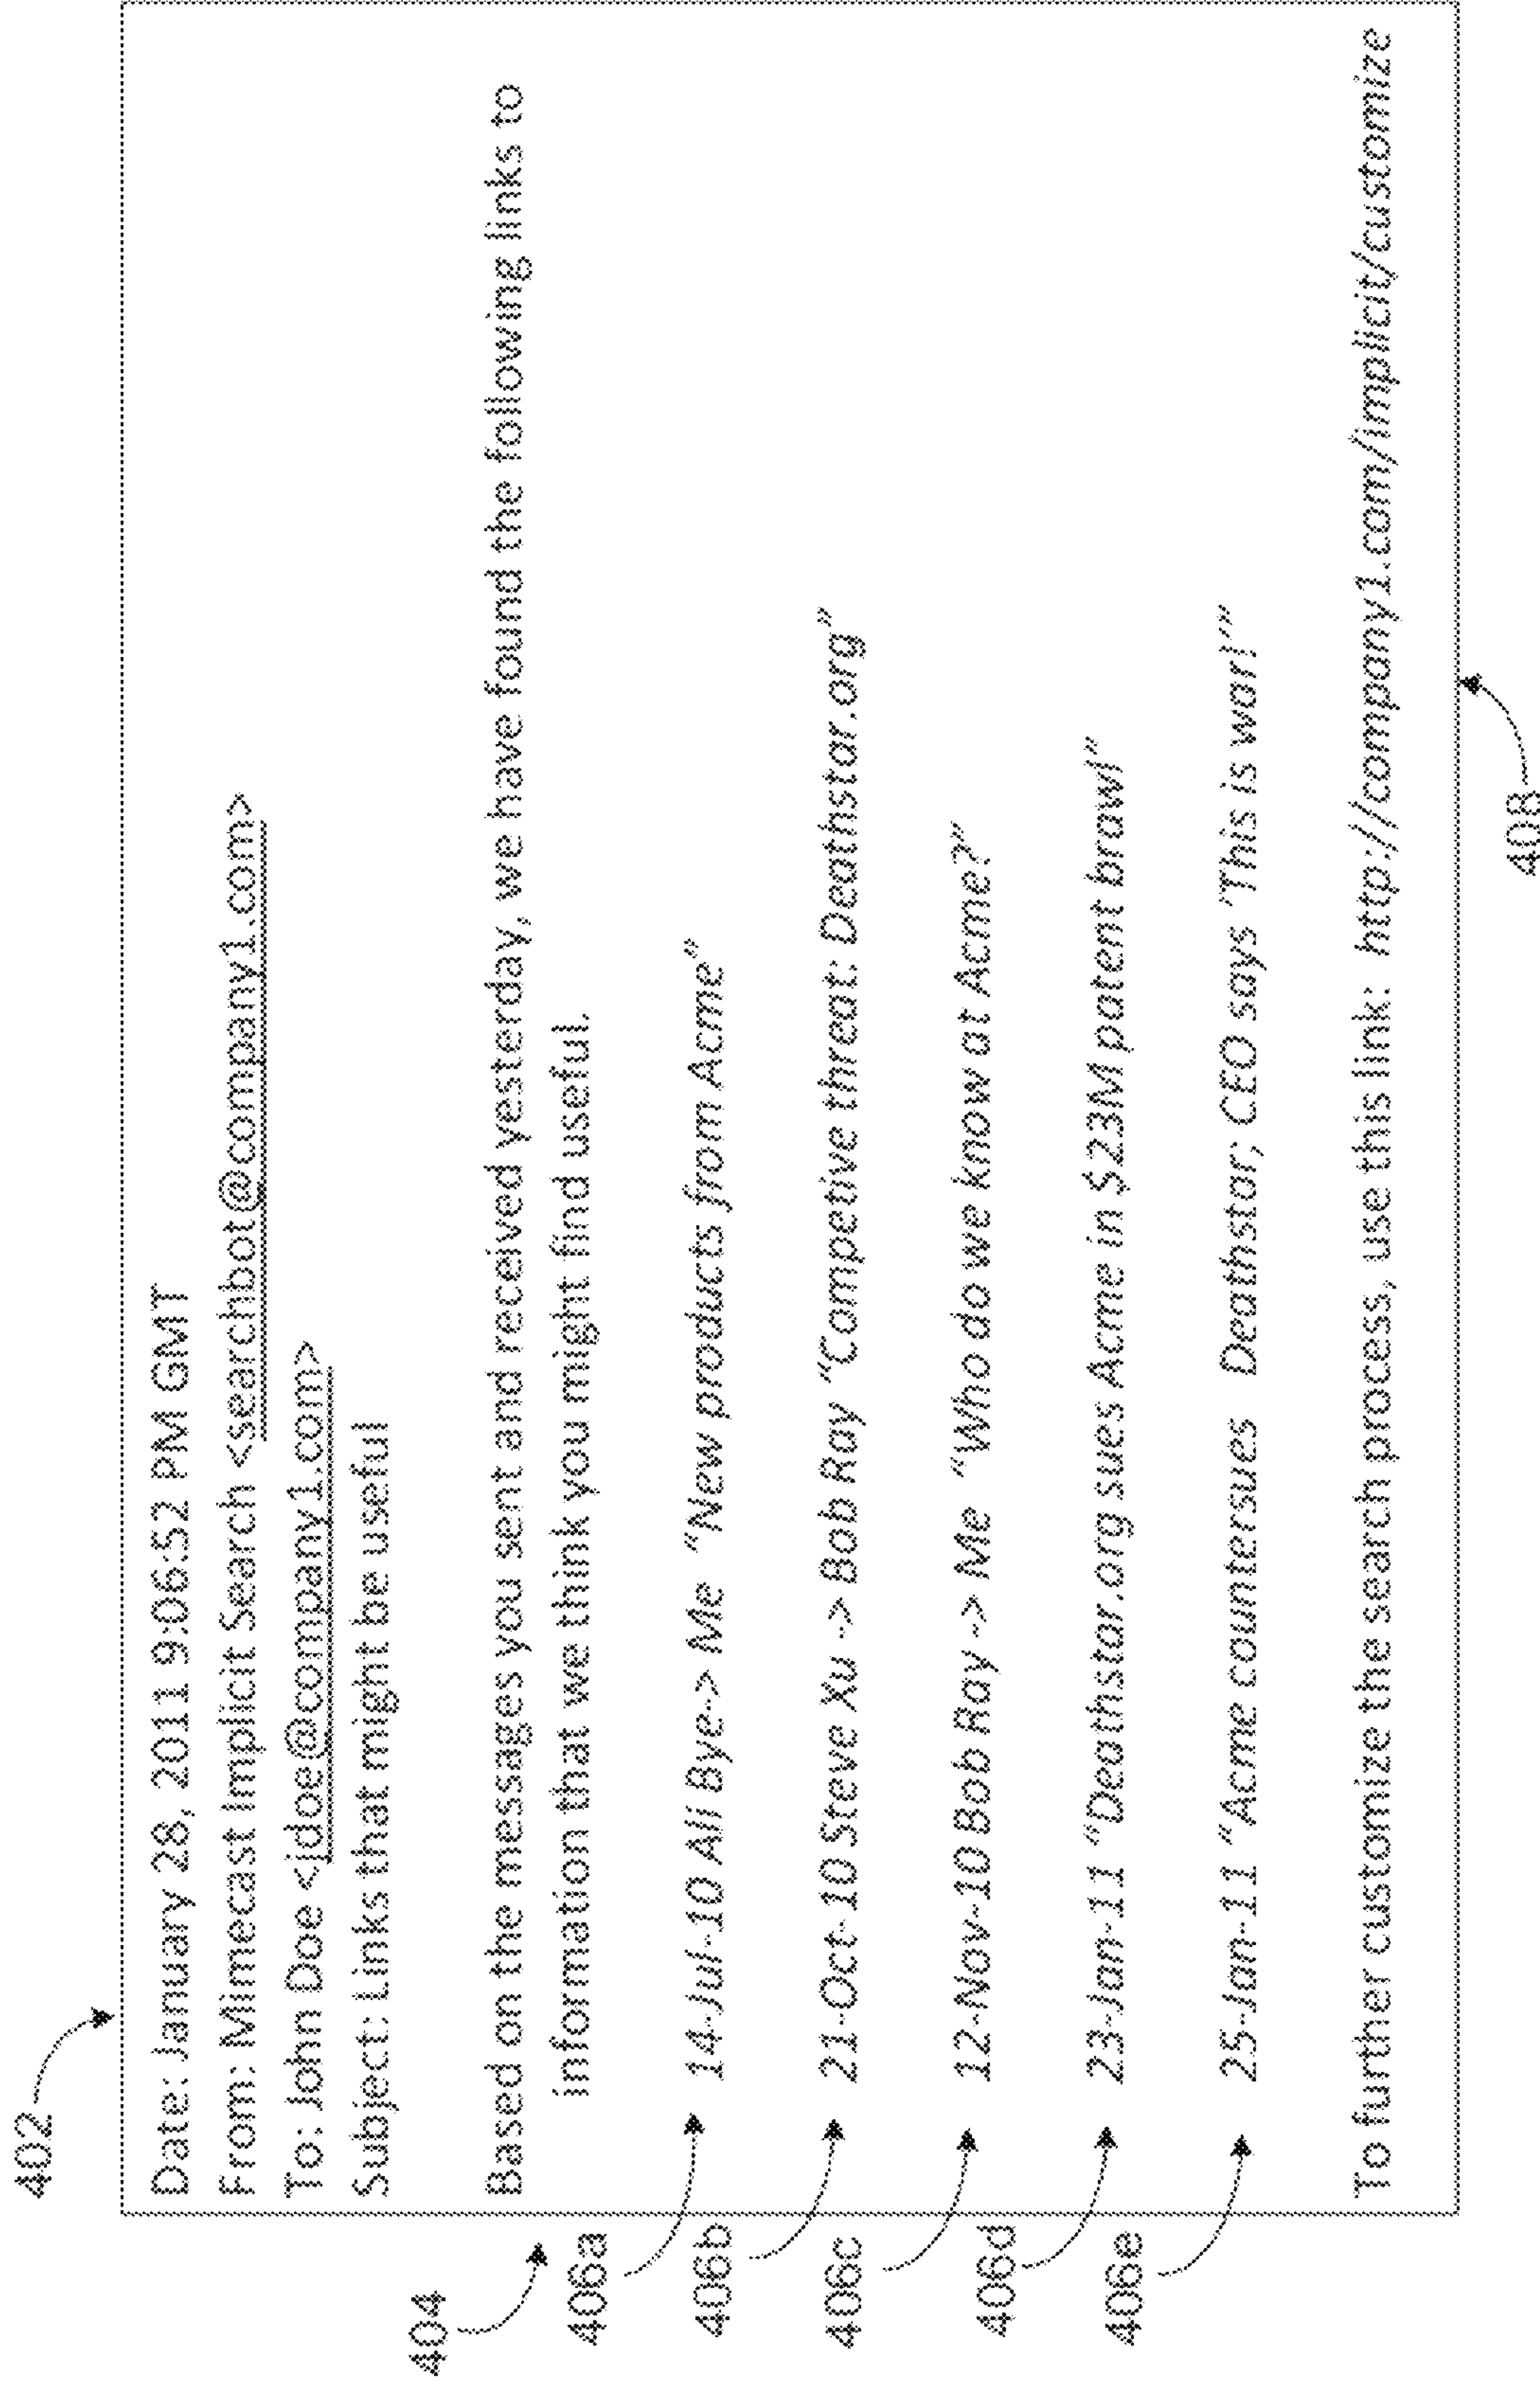 402
Date: January 28, 2011 9:06:52 PM GMT
From: Mimecast Implicit Search <searchbot@company1.com>
To: John Doe <jdoe@company1.com>
Subject: Links that might be useful
404
Based on the messages you sent and received yesterday, we have found the following links to
information that we think you might find useful.
406a
14-Jul-10 Ali Bye-> Me “New products from Acme”
406b
21-Oct-10 Steve Xu -> Bob Ray “Competive threat: Deathstar.org”
406c
12-Nov-10 Bob Ray -> Me “Who do we know at Acme?”
406d
23-Jan-11 “Deathstar.org sues Acme in $23M patent brawl”
406e
25-Jan-11 “Acme countersues Deathstar; CEO says ‘This is war!’”
To further customize the search process, use this link: http://company1.com/implicit/customize
408